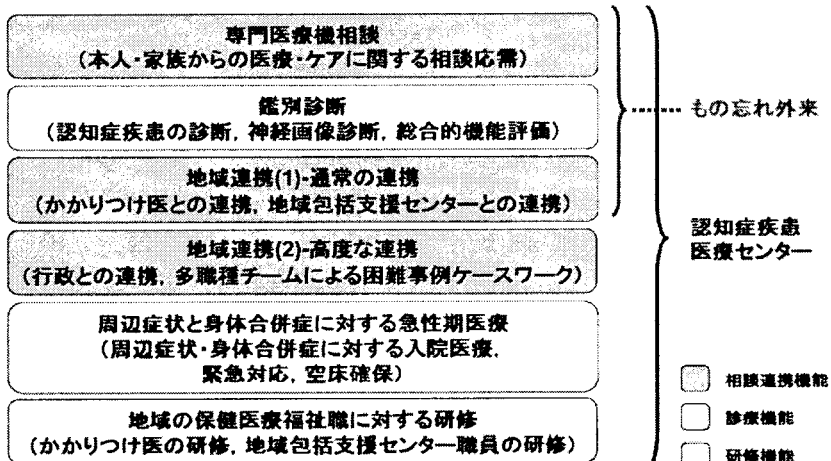 専門医療機相談
(本人・家族からの医療・ケアに関する相談応需)
鑑別診断
(認知症疾患の診断, 神経画像診断, 総合的機能評価)
地域連携(1)-通常の連携
(かかりつけ医との連携, 地域包括支援センターとの連携)
地域連携(2)-高度な連携
(行政との連携, 多職種チームによる困難事例ケースワーク)
周辺症状と身体合併症に対する急性期医療
(周辺症状・身体合併症に対する入院医療,
緊急対応, 空床確保)
地域の保健医療福祉職に対する研修
(かかりつけ医の研修, 地域包括支援センター職員の研修)
もの忘れ外来
認知症疾患
医療センター
相談連携機能
診療機能
研修機能